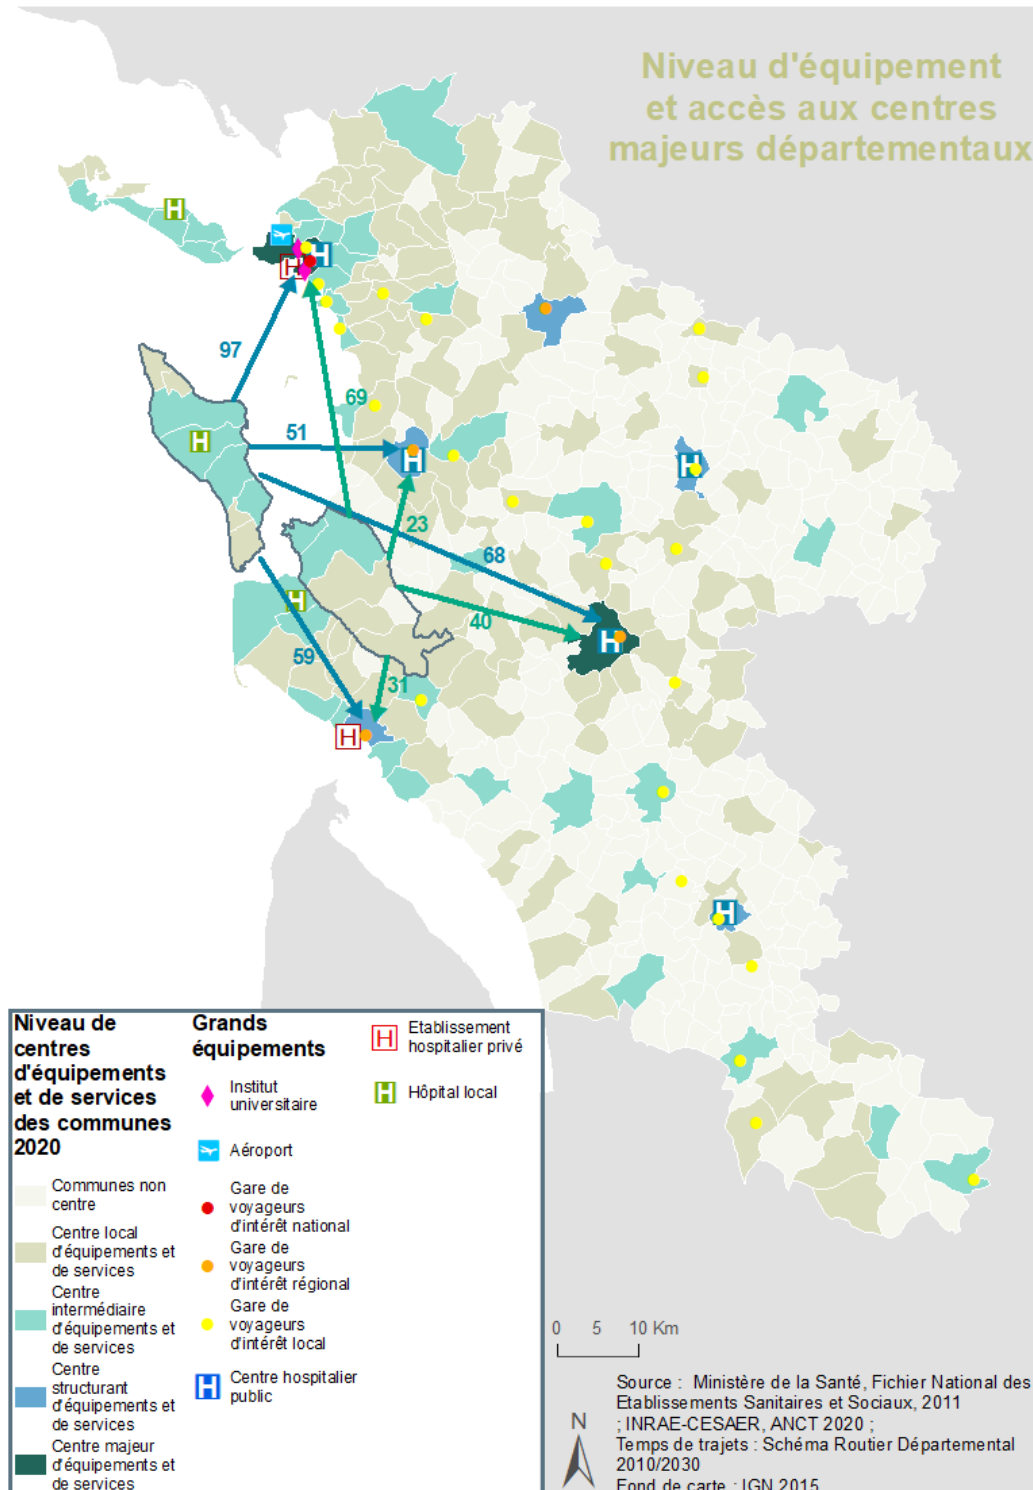 Niveau d'équipement
et accès aux centres
majeurs départementaux
H
H
H
97
69
51
H
H
H
23
68
H
40
H
59
31
H
H
Niveau de
centres
d'équipements
et de services
des communes
2020
Communes non
centre
Centre local
d'équipements et
de services
Centre
intermédiaire
d'équipements et
de services
Centre
structurant
d'équipements et
de services
Centre majeur
d'équipements et
de services
Grands
équipements
Institut
universitaire
Aéroport
Gare de
voyageurs
d'intérêt national
Gare de
voyageurs
d'intérêt régional
Gare de
voyageurs
d'intérêt local
H Centre hospitalier
public
H Etablissement
hospitalier privé
H Hôpital local
0 5 10 Km
N
Source : Ministère de la Santé, Fichier National des
Etablissements Sanitaires et Sociaux, 2011
; INRAE-CESAER, ANCT 2020 ;
Temps de trajets : Schéma Routier Départemental
2010/2030
Fond de carte : IGN 2015